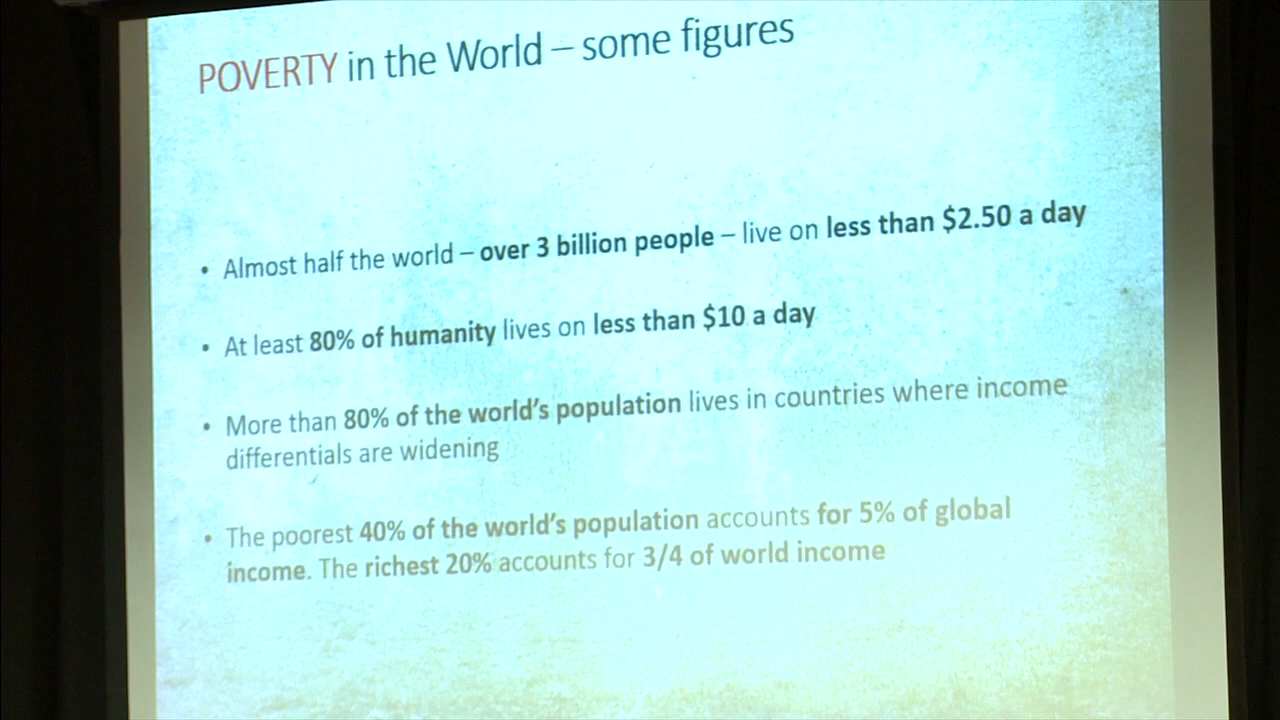 POVERTY in the World – some figures
• Almost half the world – over 3 billion people – live on less than $2.50 a day
• At least 80% of humanity lives on less than $10 a day
• More than 80% of the world's population lives in countries where income
differentials are widening
• The poorest 40% of the world's population accounts for 5% of global
income. The richest 20% accounts for 3/4 of world income